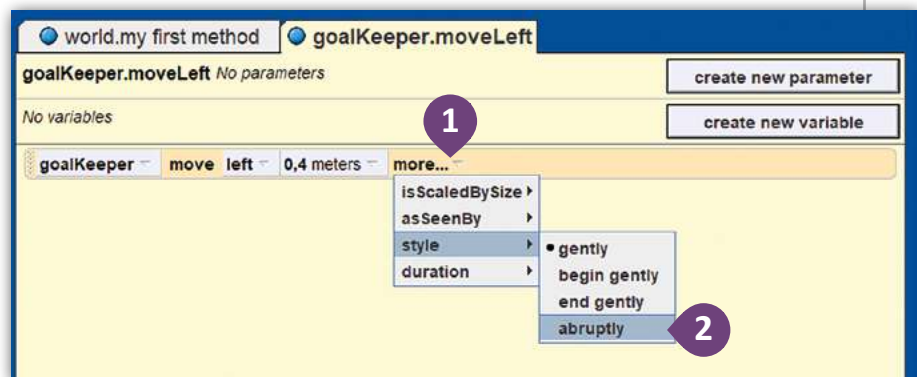 world.my first method goalKeeper.moveLeft
goalKeeper.moveLeft No parameters create new parameter
No variables create new variable
1
goalKeeper move left 0,4 meters more...
isScaledBySize
asSeenBy
style
duration
gently
begin gently
end gently
abruptly
2